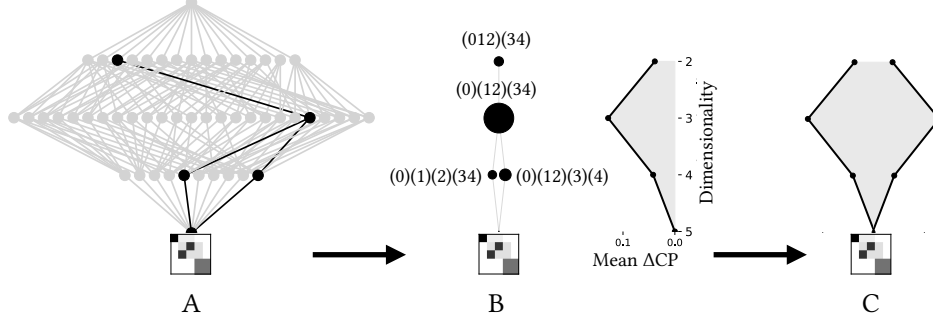 (012)(34)
(0)(12)(34)
(0)(1)(2)(34)
(0)(12)(3)(4)
2
3
4
5
Dimensionality
0.1
0.0
Mean ΔCP
A
B
C